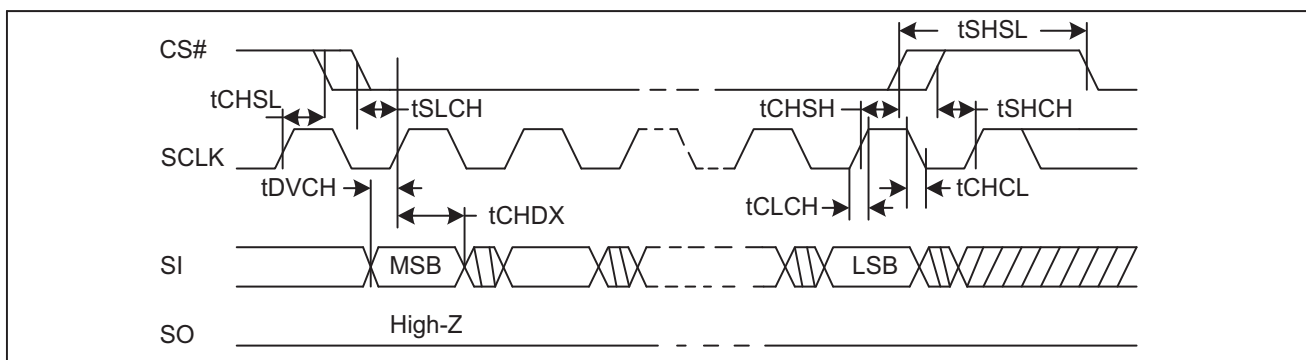 tSHSL
CS#
tCHSL
tSLCH
tCHSH
tSHCH
SCLK
tDVCH
tCHDX
tCLCH
tCHCL
SI
MSB
LSB
SO
High-Z